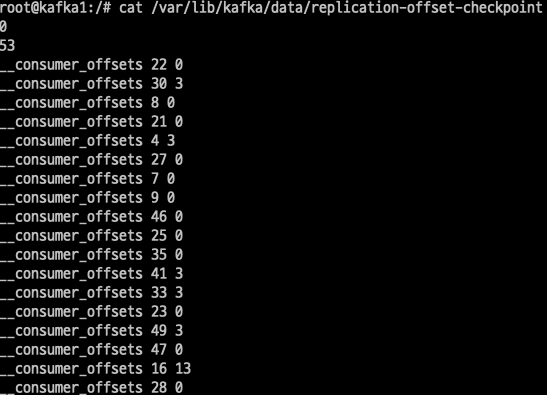 root@kafka1:/# cat /var/lib/kafka/data/replication-offset-checkpoint
0
53
__consumer_offsets 22 0
__consumer_offsets 30 3
__consumer_offsets 8 0
__consumer_offsets 21 0
__consumer_offsets 4 3
__consumer_offsets 27 0
__consumer_offsets 7 0
__consumer_offsets 9 0
__consumer_offsets 46 0
__consumer_offsets 25 0
__consumer_offsets 35 0
__consumer_offsets 41 3
__consumer_offsets 33 3
__consumer_offsets 23 0
__consumer_offsets 49 3
__consumer_offsets 47 0
__consumer_offsets 16 13
__consumer_offsets 28 0